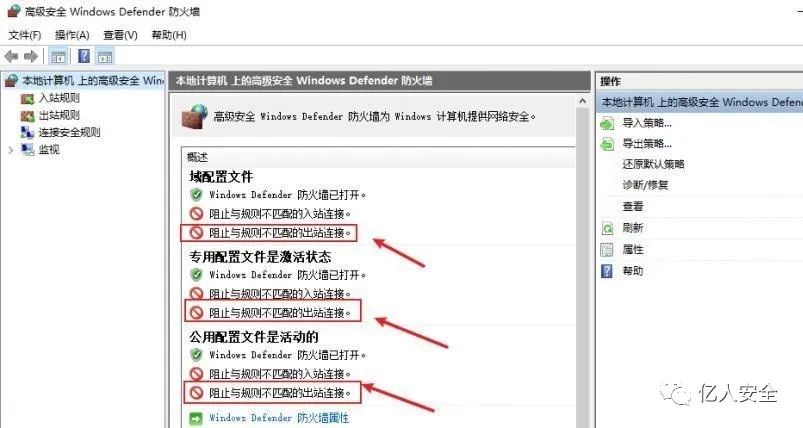 高级安全 Windows Defender 防火墙
文件(F) 操作(A) 查看(V) 帮助(H)
本地计算机 上的高级安全 Win
入站规则
出站规则
连接安全规则
监视
本地计算机 上的高级安全 Windows Defender 防火墙
高级安全 Windows Defender 防火墙为 Windows 计算机提供网络安全。
概述
域配置文件
Windows Defender 防火墙已打开。
阻止与规则不匹配的入站连接。
阻止与规则不匹配的出站连接。
专用配置文件是激活状态
Windows Defender 防火墙已打开。
阻止与规则不匹配的入站连接。
阻止与规则不匹配的出站连接。
公用配置文件是活动的
Windows Defender 防火墙已打开。
阻止与规则不匹配的入站连接。
阻止与规则不匹配的出站连接。
Windows Defender 防火墙属性
操作
本地计算机 上的高级安全 Windows Defen
导入策略...
导出策略...
还原默认策略
诊断/修复
查看
刷新
属性
帮助
亿人安全